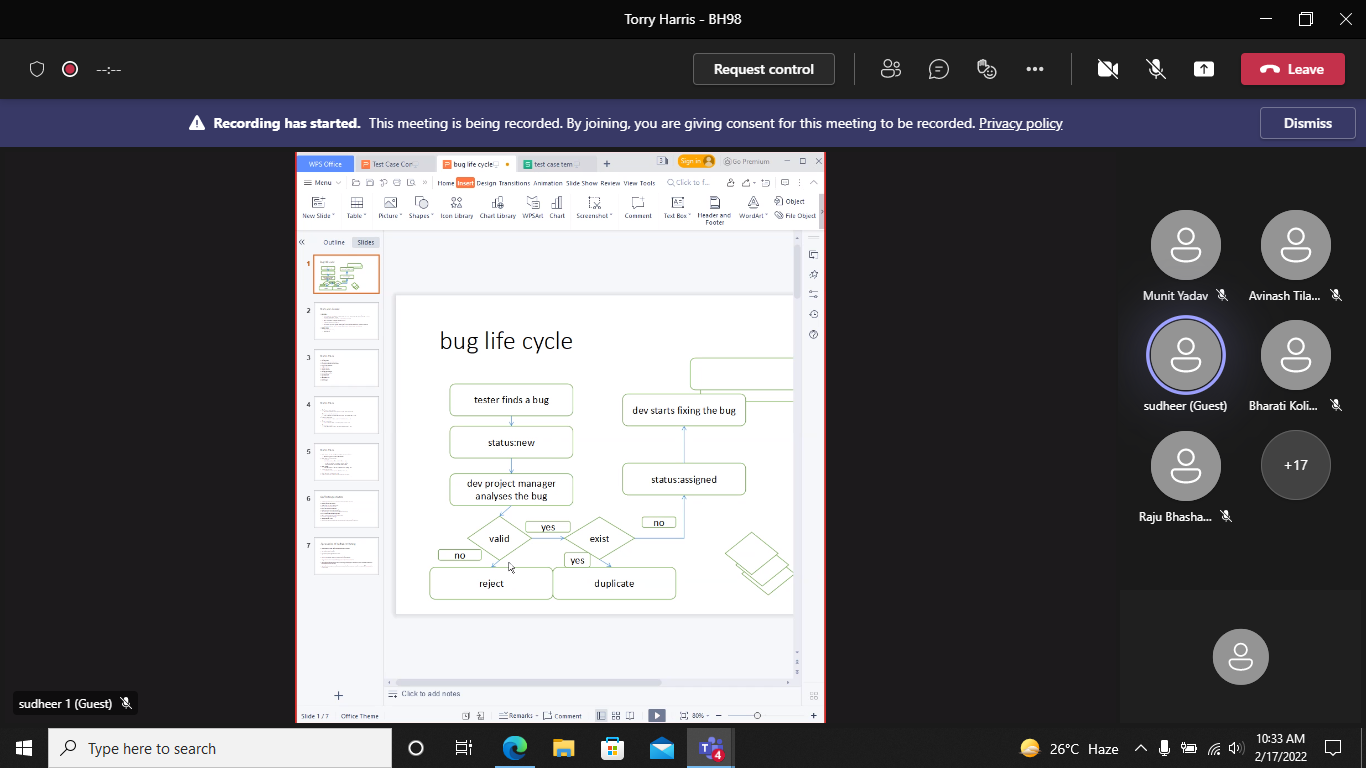 Torry Harris - BH98
--:--
Request control
Leave
Recording has started. This meeting is being recorded. By joining, you are giving consent for this meeting to be recorded. Privacy policy
Dismiss
WPS Office
bug life cycle
test case tem
Sign in
Go Premium
Menu
Home Insert Design Transitions Animation Slide Show Review View Tools
Click to f...
New Slide
Table
Picture
Shapes
Icon Library
Chart Library
WPSArt
Chart
Screenshot
Comment
Text Box
Header and
Footer
WordArt
Object
File Object
Outline
Slides
1
2
3
4
5
6
7
bug life cycle
tester finds a bug
status:new
dev project manager
analyses the bug
valid
yes
exist
no
no
yes
reject
duplicate
status:assigned
dev starts fixing the bug
Click to add notes
Slide 1 / 7
Office Theme
Remarks
Comment
80%
Munit Yadav
Avinash Tila...
sudheer (Guest)
Bharati Koli...
Raju Bhasha...
+17
sudheer 1 (Guest)
Type here to search
4
26°C Haze
10:33 AM
2/17/2022